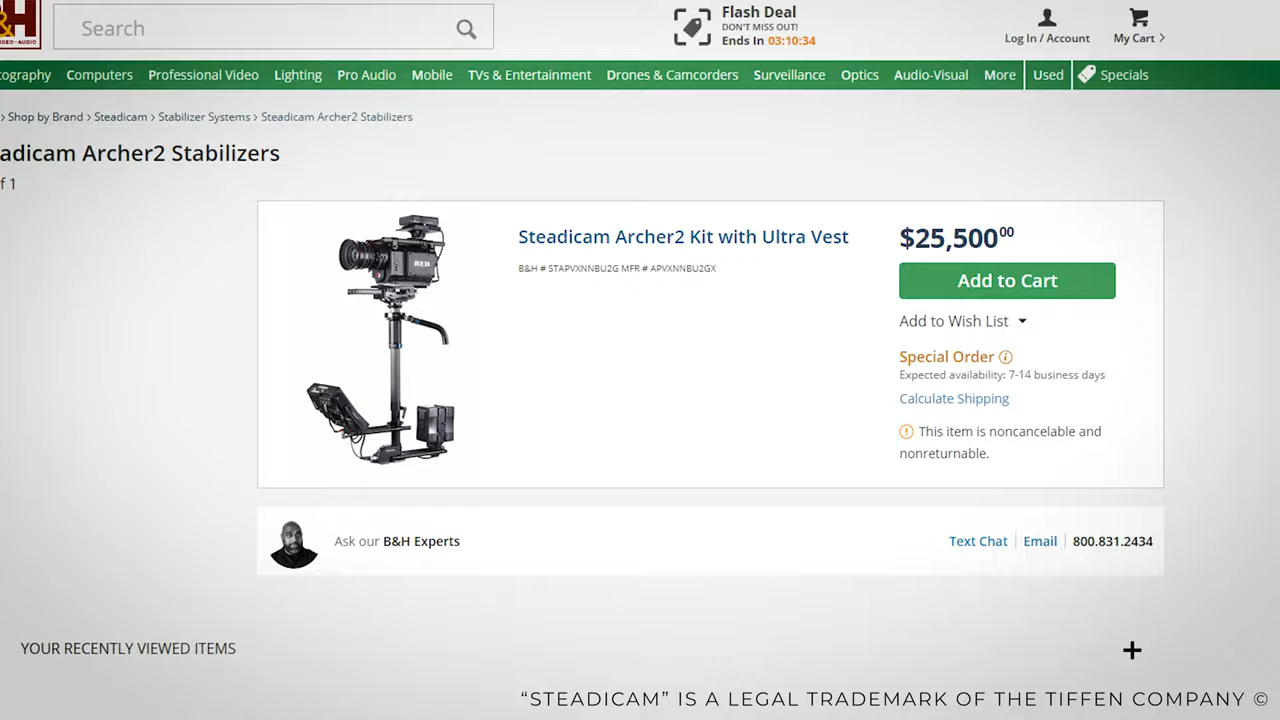 &H
VIDEO•AUDIO
Search
Flash Deal
DON'T MISS OUT!
Ends In 03:10:34
Log In / Account
My Cart
tography Computers Professional Video Lighting Pro Audio Mobile TVs & Entertainment Drones & Camcorders Surveillance Optics Audio-Visual More Used Specials
› Shop by Brand › Steadicam › Stabilizer Systems › Steadicam Archer2 Stabilizers
adicam Archer2 Stabilizers
f 1
RED
Steadicam Archer2 Kit with Ultra Vest
B&H # STAPVXNNBU2G MFR # APVXNNBU2GX
$25,500 00
Add to Cart
Add to Wish List
Special Order
Expected availability: 7-14 business days
Calculate Shipping
This item is noncancelable and
nonreturnable.
Ask our B&H Experts
Text Chat | Email | 800.831.2434
YOUR RECENTLY VIEWED ITEMS
“STEADICAM” IS A LEGAL TRADEMARK OF THE TIFFEN COMPANY ©